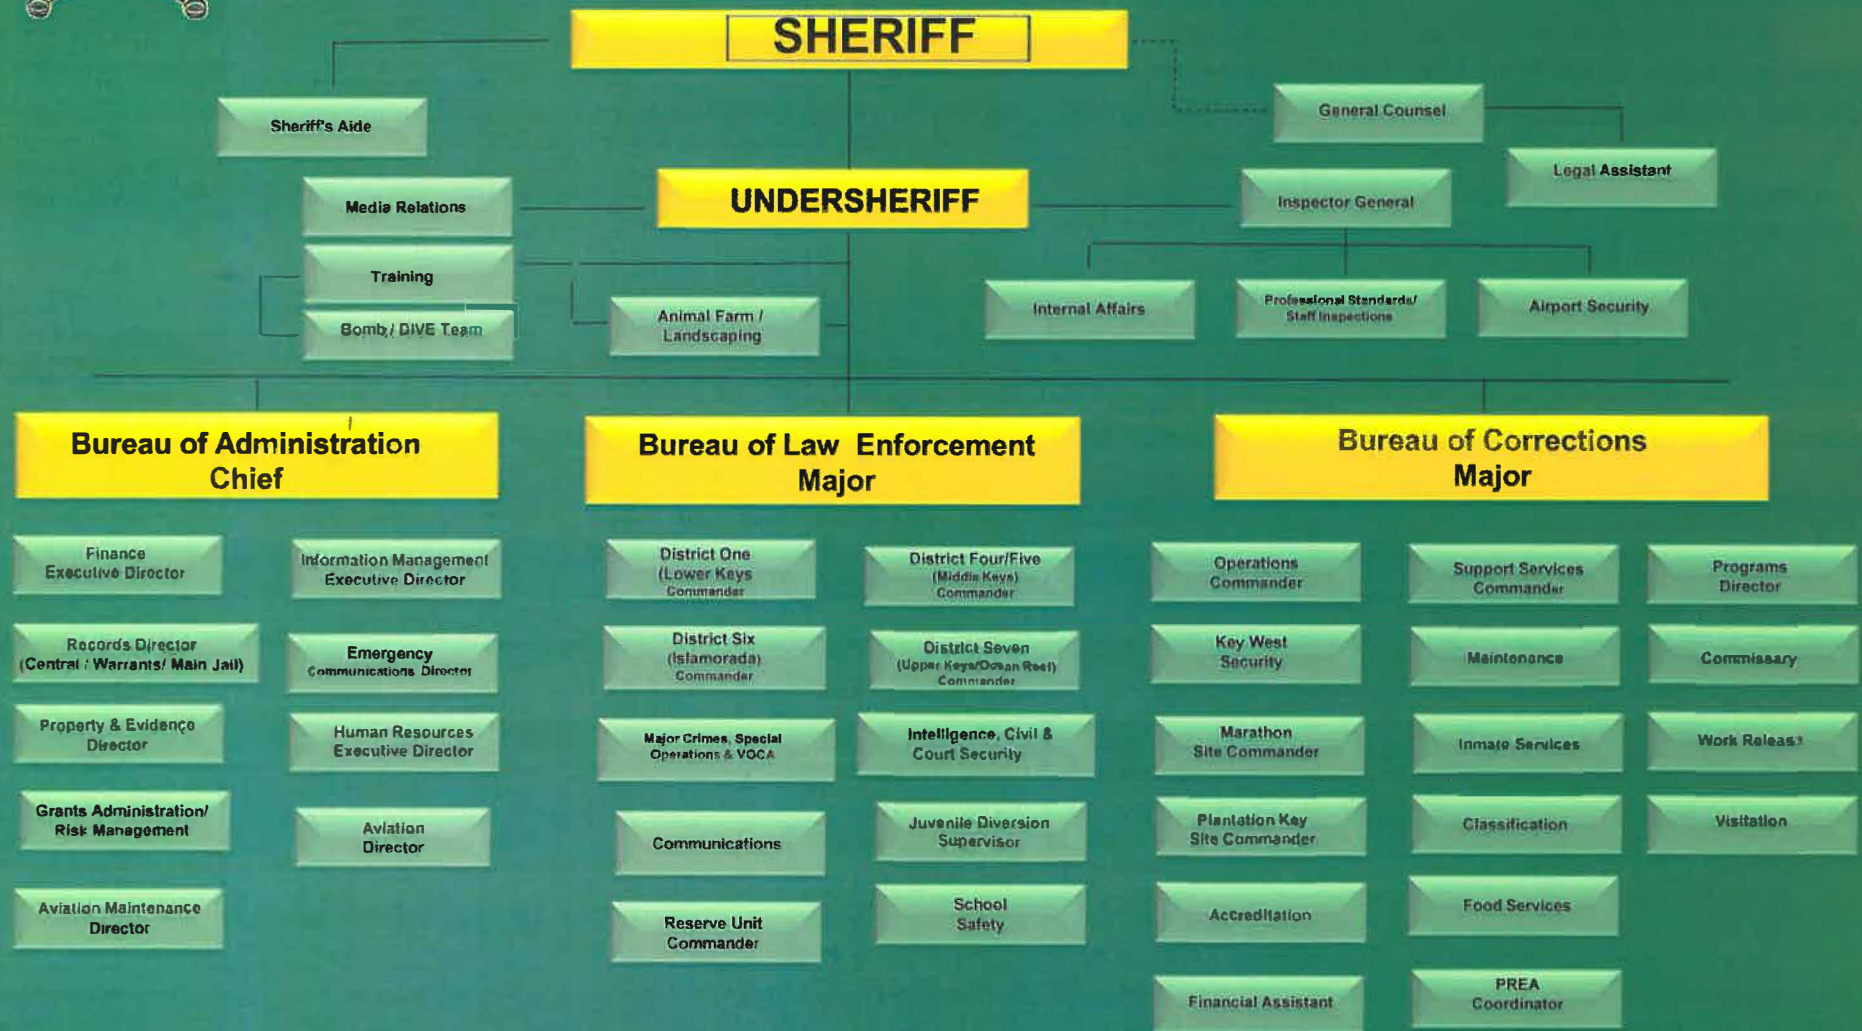 SHERIFF
Sheriff's Aide
General Counsel
Legal Assistant
Media Relations
UNDERSHERIFF
Inspector General
Training
Bomb / DIVE Team
Animal Farm /
Landscaping
Internal Affairs
Professional Standards/
Staff Inspections
Airport Security
Bureau of Administration
Chief
Bureau of Law Enforcement
Major
Bureau of Corrections
Major
Finance
Executive Director
Information Management
Executive Director
Records Director
(Central / Warrants/ Main Jail)
Emergency
Communications Director
Property & Evidence
Director
Human Resources
Executive Director
Grants Administration/
Risk Management
Aviation
Director
Aviation Maintenance
Director
District One
(Lower Keys
Commander
District Four/Five
(Middle Keys)
Commander
District Six
(Islamorada)
Commander
District Seven
(Upper Keys/Ocean Reef)
Commander
Major Crimes, Special
Operations & VOCA
Intelligence, Civil &
Court Security
Communications
Juvenile Diversion
Supervisor
Reserve Unit
Commander
School
Safety
Operations
Commander
Support Services
Commander
Programs
Director
Key West
Security
Maintenance
Commissary
Marathon
Site Commander
Inmate Services
Work Release
Plantation Key
Site Commander
Classification
Visitation
Accreditation
Food Services
Financial Assistant
PREA
Coordinator